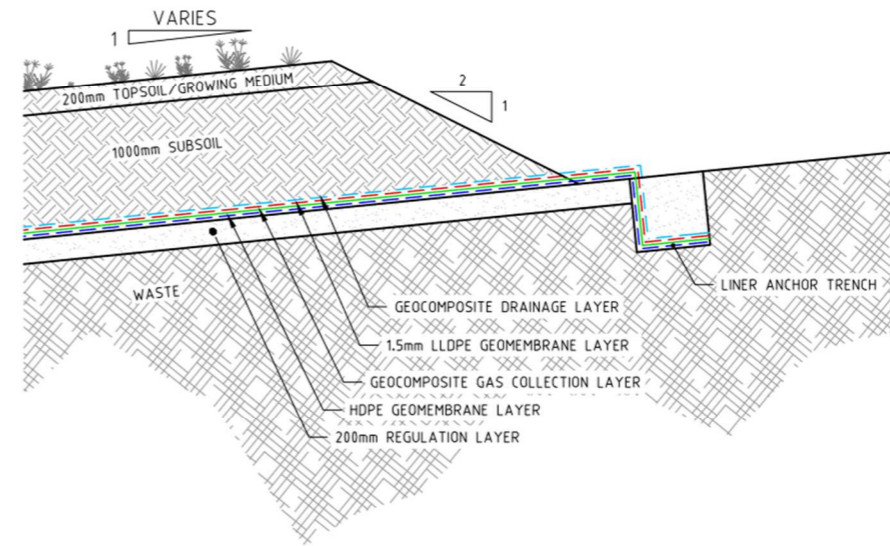 VARIES
1
200mm TOPSOIL/GROWING MEDIUM
2
1
1000mm SUBSOIL
WASTE
LINER ANCHOR TRENCH
GEOCOMPOSITE DRAINAGE LAYER
1.5mm LLDPE GEOMEMBRANE LAYER
GEOCOMPOSITE GAS COLLECTION LAYER
HDPE GEOMEMBRANE LAYER
200mm REGULATION LAYER